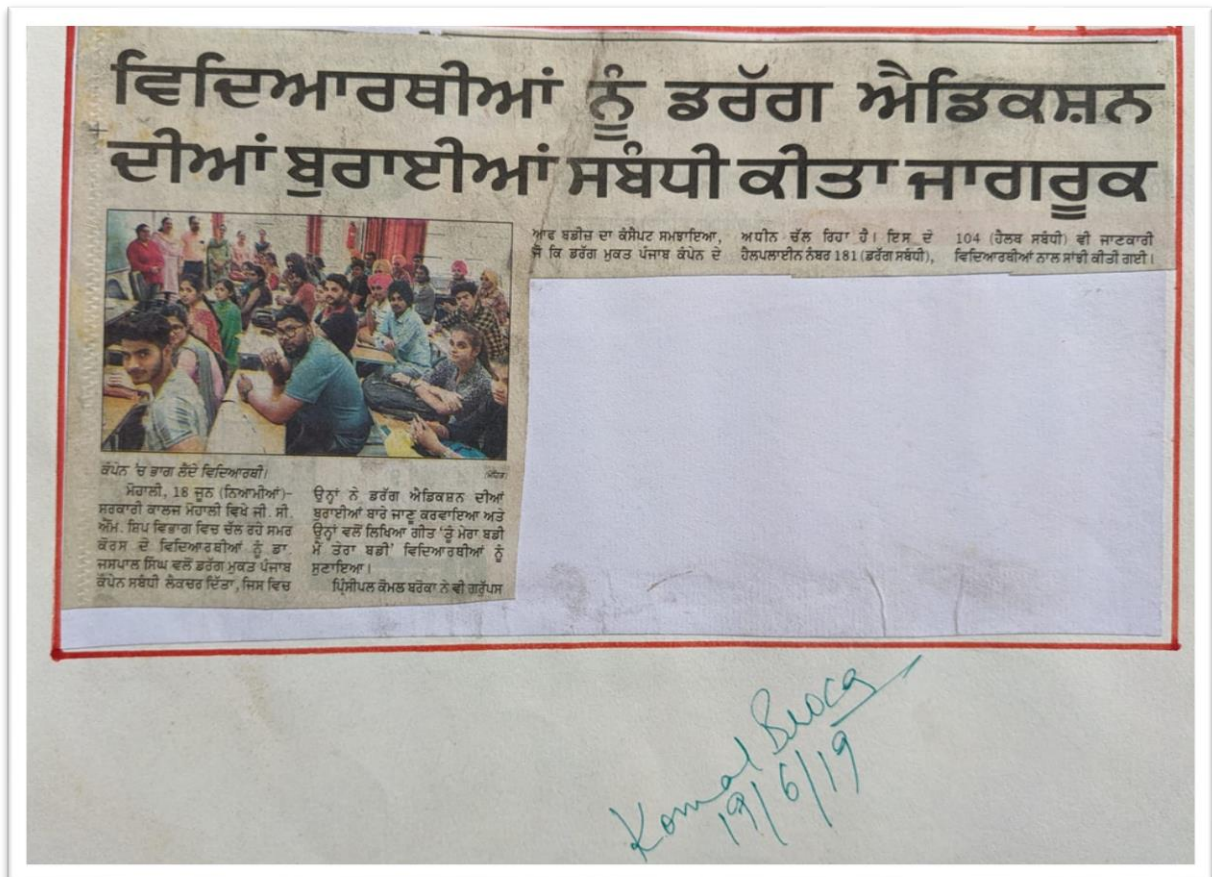 ਵਿਦਿਆਰਥੀਆਂ ਨੂੰ ਡਰੱਗ ਐਡਿਕਸ਼ਨ
ਦੀਆਂ ਬੁਰਾਈਆਂ ਸਬੰਧੀ ਕੀਤਾ ਜਾਗਰੂਕ
ਕੰਪੇਨ 'ਚ ਭਾਗ ਲੈਂਦੇ ਵਿਦਿਆਰਥੀ।
ਮੋਹਾਲੀ, 18 ਜੂਨ (ਨਿਆਮੀਆਂ)-
ਸਰਕਾਰੀ ਕਾਲਜ ਮੋਹਾਲੀ ਵਿਖੇ ਜੀ. ਸੀ.
ਐੱਮ. ਸ਼ਿਪ ਵਿਭਾਗ ਵਿਚ ਚੱਲ ਰਹੇ ਸਮਰ
ਕੋਰਸ ਦੇ ਵਿਦਿਆਰਥੀਆਂ ਨੂੰ ਡਾ.
ਜਸਪਾਲ ਸਿੰਘ ਵਲੋਂ ਡਰੱਗ ਮੁਕਤ ਪੰਜਾਬ
ਕੰਪੇਨ ਸਬੰਧੀ ਲੈਕਚਰ ਦਿੱਤਾ, ਜਿਸ ਵਿਚ
ਉਨ੍ਹਾਂ ਨੇ ਡਰੱਗ ਐਡਿਕਸ਼ਨ ਦੀਆਂ
ਬੁਰਾਈਆਂ ਬਾਰੇ ਜਾਣੂ ਕਰਵਾਇਆ ਅਤੇ
ਉਨ੍ਹਾਂ ਵਲੋਂ ਲਿਖਿਆ ਗੀਤ 'ਤੂੰ ਮੇਰਾ ਬਡੀ
ਮੈਂ ਤੇਰਾ ਬਡੀ' ਵਿਦਿਆਰਥੀਆਂ ਨੂੰ
ਸੁਣਾਇਆ।
ਪ੍ਰਿੰਸੀਪਲ ਕੋਮਲ ਬਰੋਕਾ ਨੇ ਵੀ ਗਰੁੱਪਸ
ਆਫ ਬਡੀਜ਼ ਦਾ ਕੰਸੈਪਟ ਸਮਝਾਇਆ,
ਜੋ ਕਿ ਡਰੱਗ ਮੁਕਤ ਪੰਜਾਬ ਕੰਪੇਨ ਦੇ
ਅਧੀਨ ਚੱਲ ਰਿਹਾ ਹੈ। ਇਸ ਦੇ
ਹੈਲਪਲਾਈਨ ਨੰਬਰ 181 (ਡਰੱਗ ਸਬੰਧੀ),
104 (ਹੈਲਥ ਸਬੰਧੀ) ਵੀ ਜਾਣਕਾਰੀ
ਵਿਦਿਆਰਥੀਆਂ ਨਾਲ ਸਾਂਝੀ ਕੀਤੀ ਗਈ।
Komal Broca
19/6/19